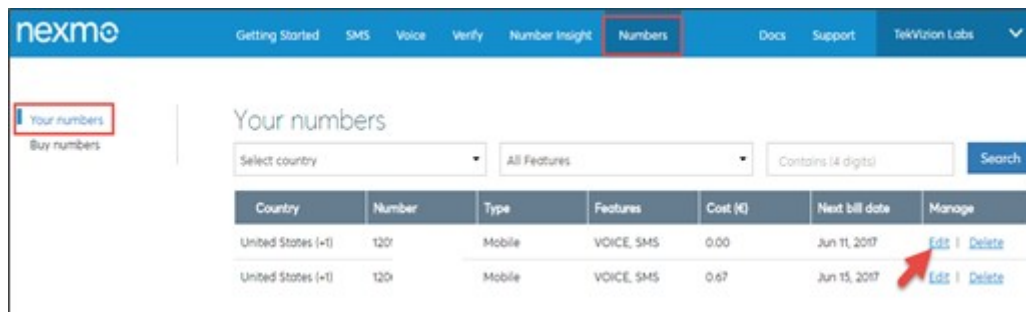 nexmo Getting Started SMS Voice Verify Number Insight Numbers Docs Support TekVizion Labs
Your numbers
Buy numbers
Your numbers
Select country All Features Contains (4 digits) Search
Country Number Type Features Cost (€) Next bill date Manage
United States (+1) 120 Mobile VOICE, SMS 0.00 Jun 11, 2017 Edit | Delete
United States (+1) 120 Mobile VOICE, SMS 0.67 Jun 15, 2017 Edit | Delete